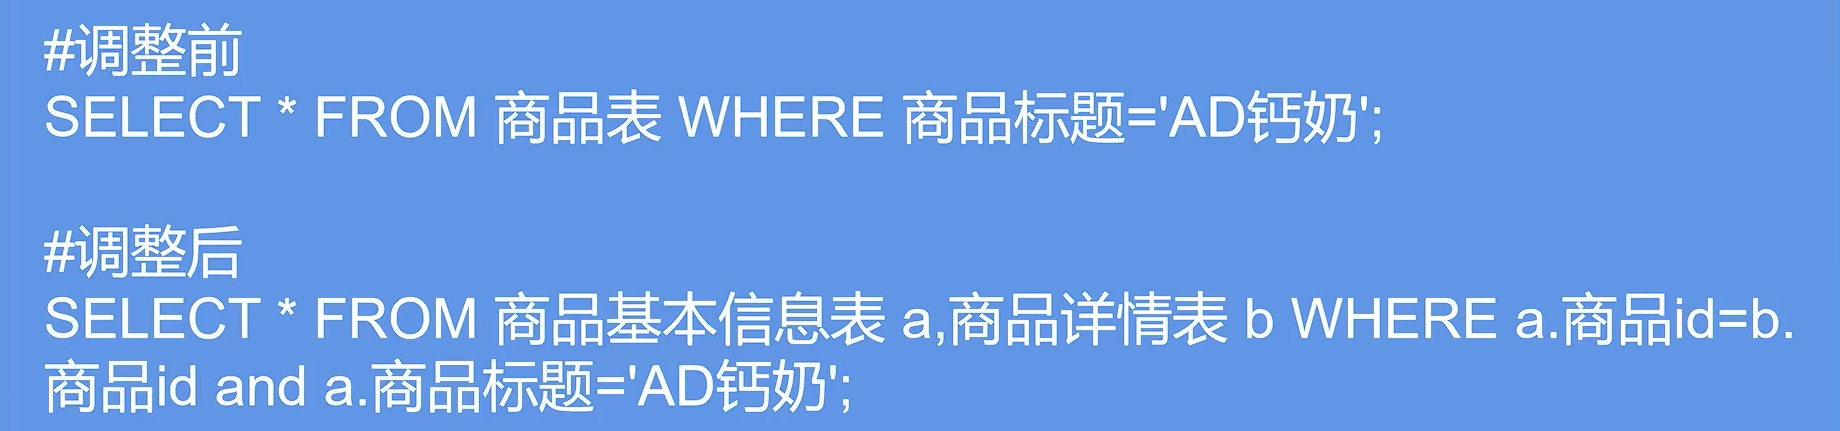 #调整前
SELECT * FROM 商品表 WHERE 商品标题='AD钙奶';
#调整后
SELECT * FROM 商品基本信息表 a,商品详情表 b WHERE a.商品id=b.
商品id and a.商品标题='AD钙奶';